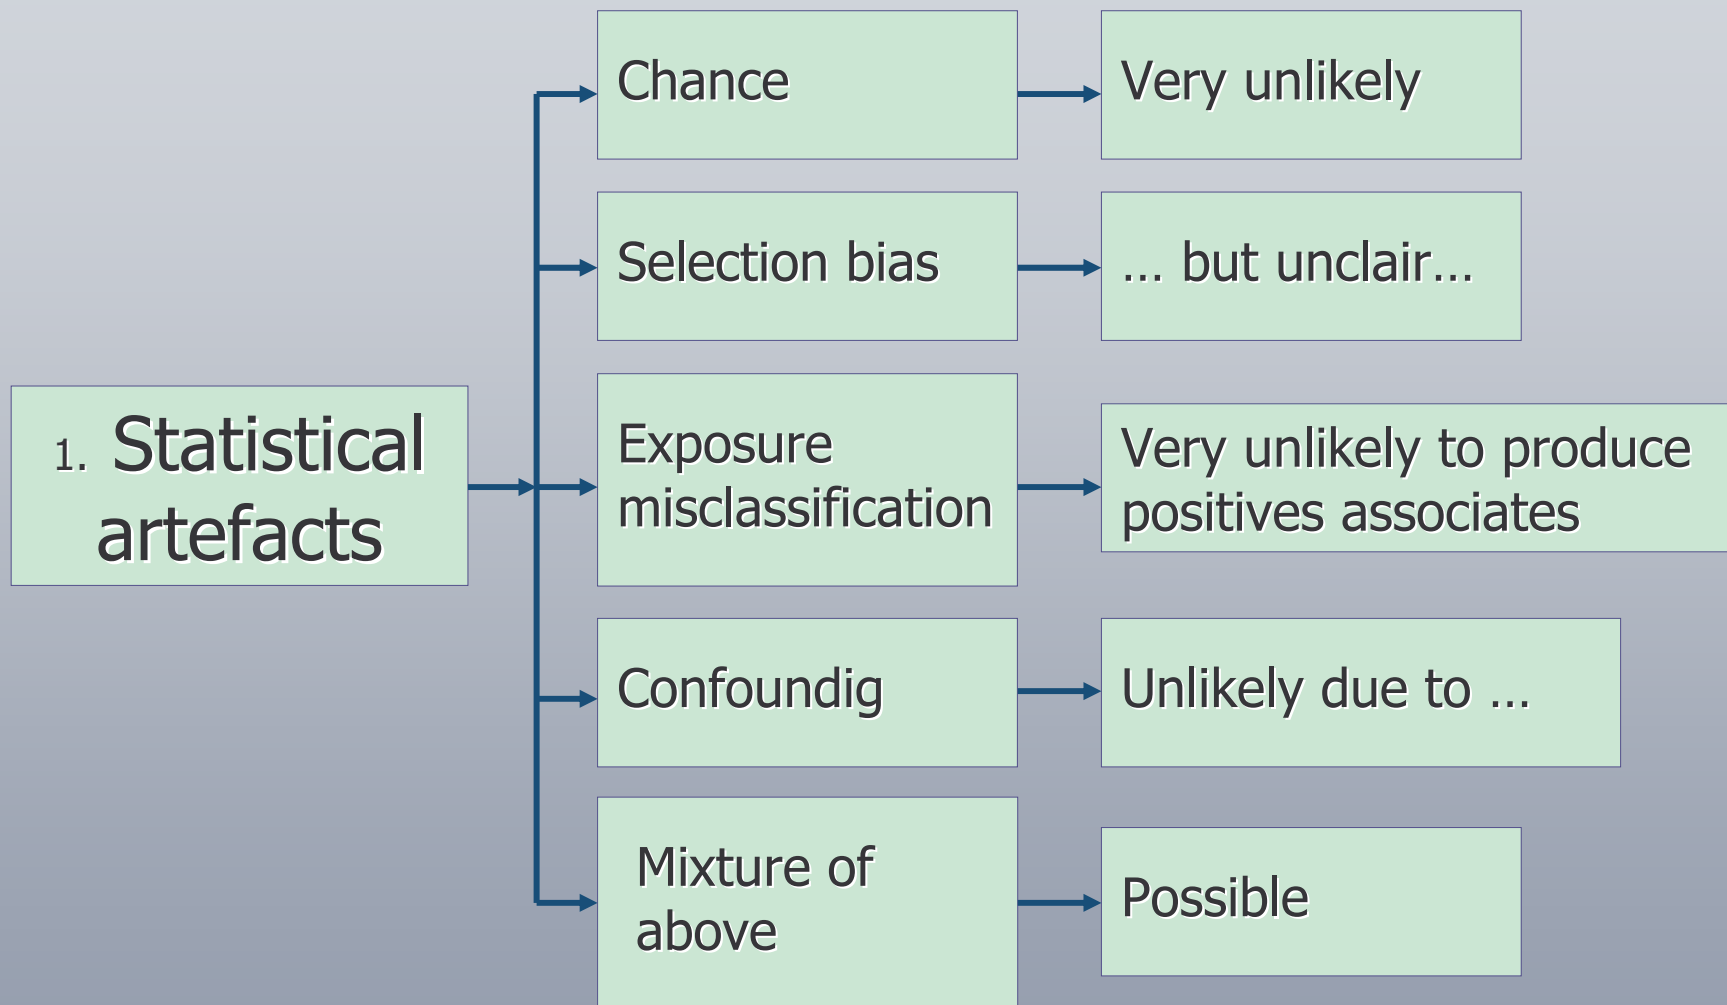 Chance
Very unlikely
Selection bias
... but unclair...
1. Statistical
artefacts
Exposure
misclassification
Very unlikely to produce
positives associates
Confoundig
Unlikely due to ...
Mixture of
above
Possible